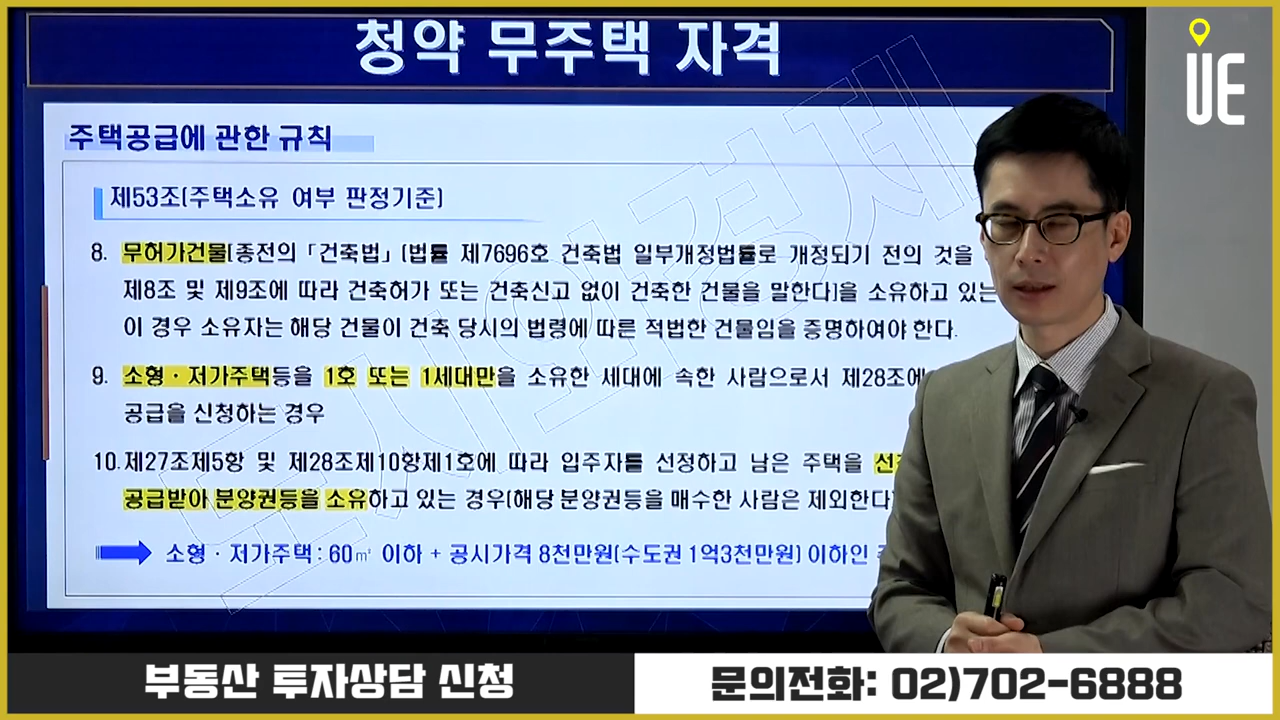 청약 무주택 자격
UE
주택공급에 관한 규칙
제53조(주택소유 여부 판정기준)
8. 무허가건물(종전의 「건축법」(법률 제7696호 건축법 일부개정법률로 개정되기 전의 것을
제8조 및 제9조에 따라 건축허가 또는 건축신고 없이 건축한 건물을 말한다)을 소유하고 있는
이 경우 소유자는 해당 건물이 건축 당시의 법령에 따른 적법한 건물임을 증명하여야 한다.
9. 소형·저가주택등을 1호 또는 1세대만을 소유한 세대에 속한 사람으로서 제28조에
공급을 신청하는 경우
10. 제27조제5항 및 제28조제10항제1호에 따라 입주자를 선정하고 남은 주택을
공급받아 분양권등을 소유하고 있는 경우(해당 분양권등을 매수한 사람은 제외한다)
소형·저가주택: 60㎡ 이하 + 공시가격 8천만원(수도권 1억3천만원) 이하인
도시와경제
부동산 투자상담 신청
문의전화: 02)702-6888